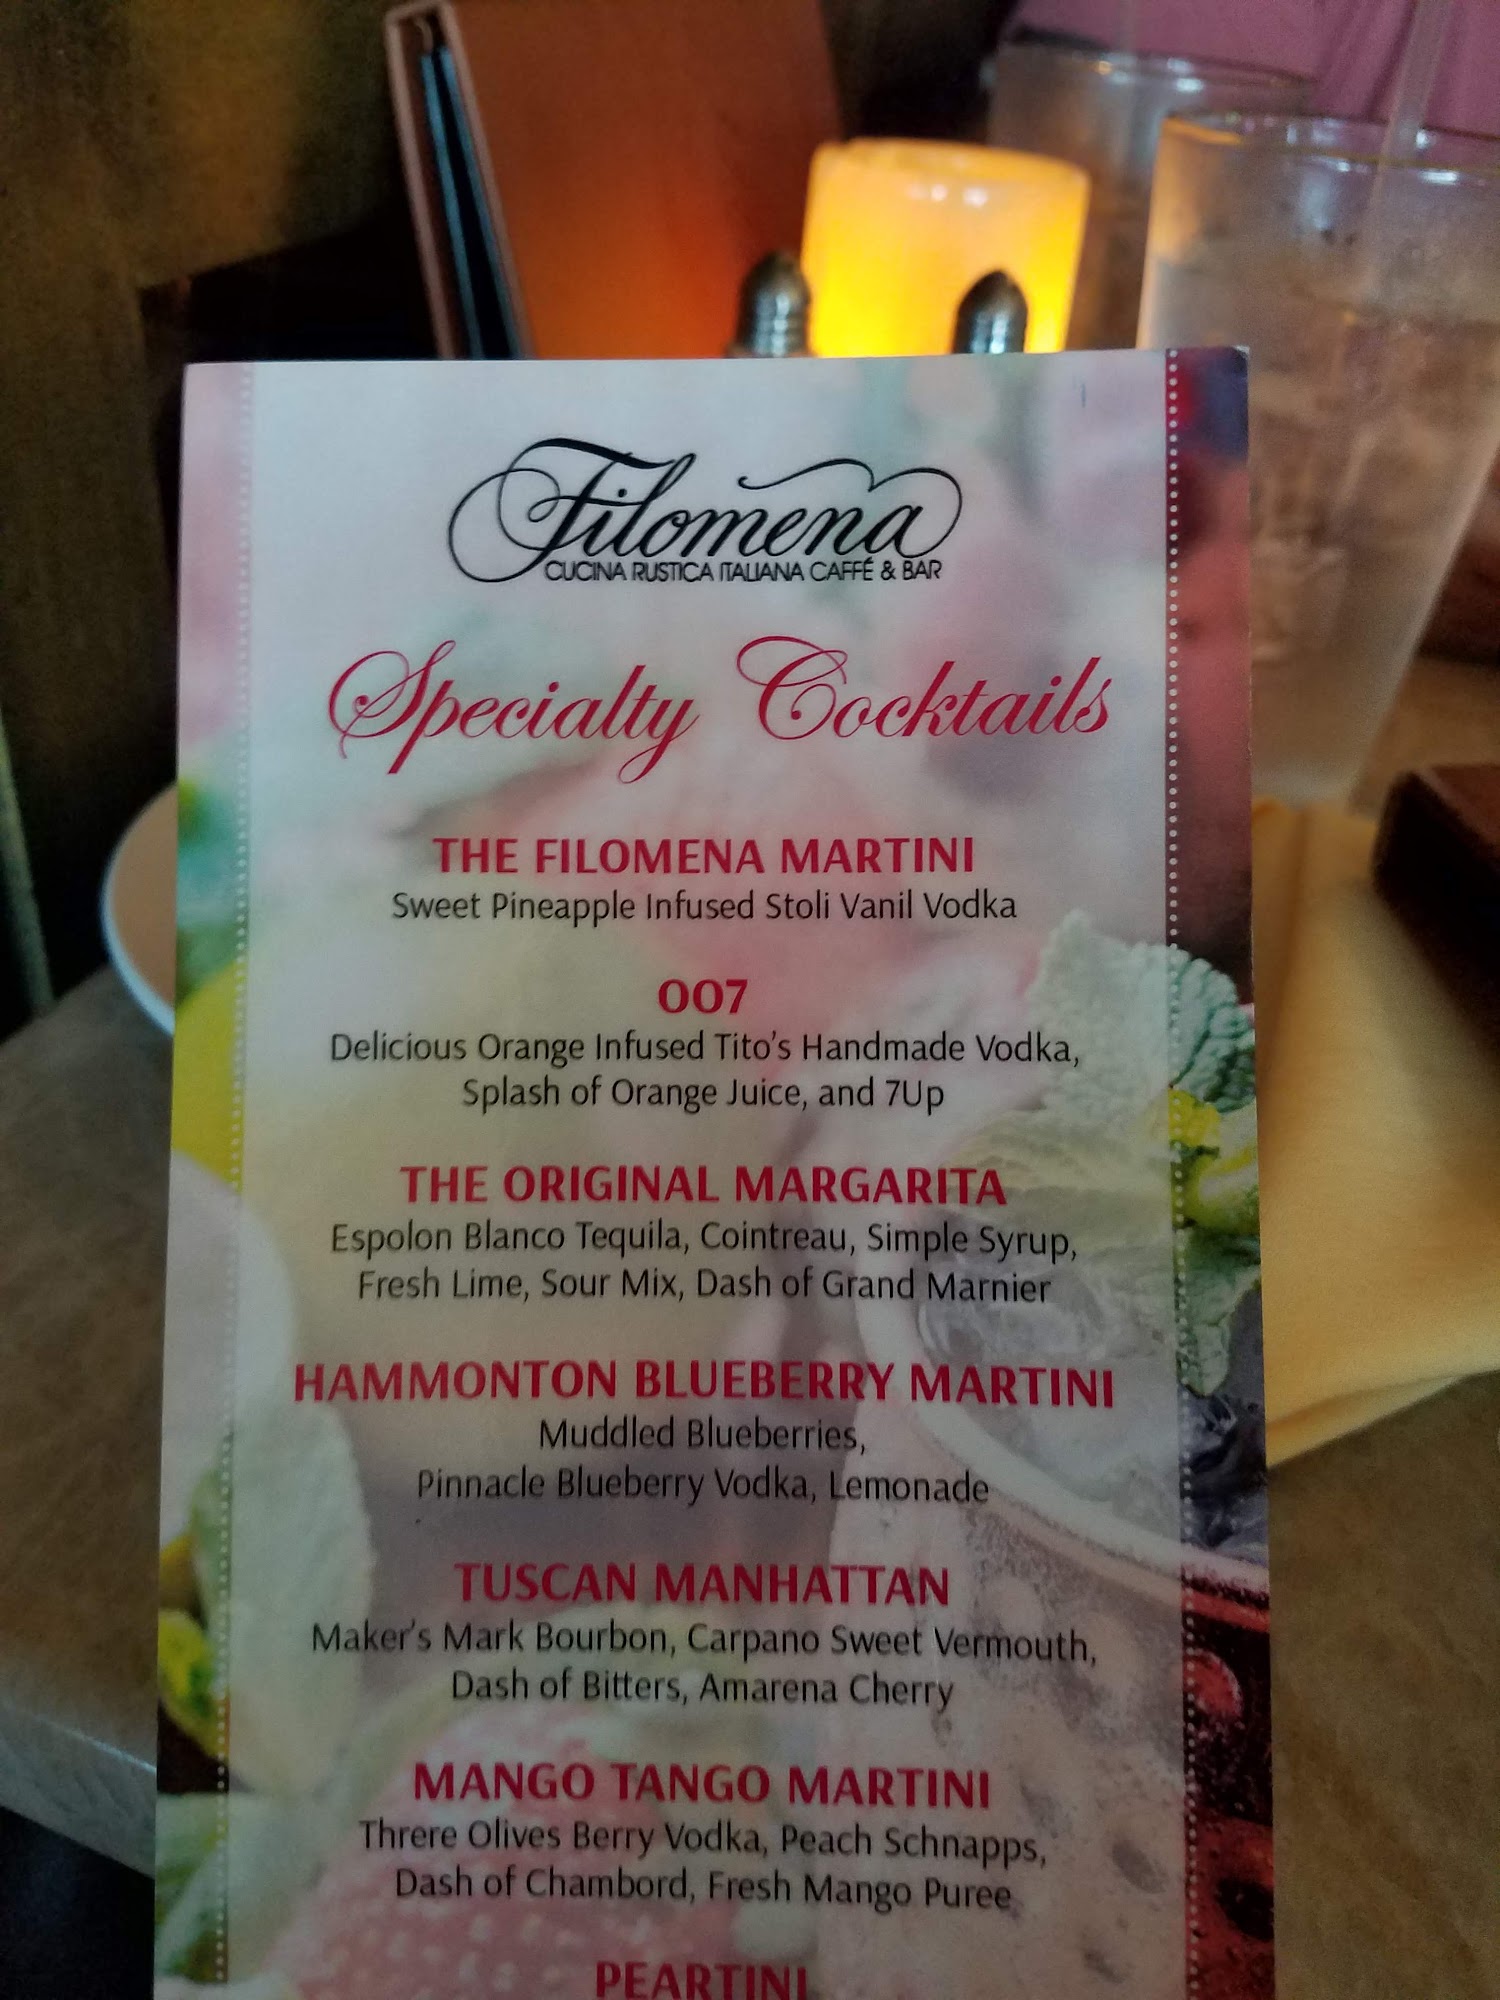 Filomena
CUCINA RUSTICA ITALIANA CAFFÉ & BAR
Specialty Cocktails
THE FILOMENA MARTINI
Sweet Pineapple Infused Stoli Vanil Vodka
007
Delicious Orange Infused Tito's Handmade Vodka,
Splash of Orange Juice, and 7Up
THE ORIGINAL MARGARITA
Espolon Blanco Tequila, Cointreau, Simple Syrup,
Fresh Lime, Sour Mix, Dash of Grand Marnier
HAMMONTON BLUEBERRY MARTINI
Muddled Blueberries,
Pinnacle Blueberry Vodka, Lemonade
TUSCAN MANHATTAN
Maker's Mark Bourbon, Carpano Sweet Vermouth,
Dash of Bitters, Amarena Cherry
MANGO TANGO MARTINI
Threre Olives Berry Vodka, Peach Schnapps,
Dash of Chambord, Fresh Mango Puree
PEARTINI